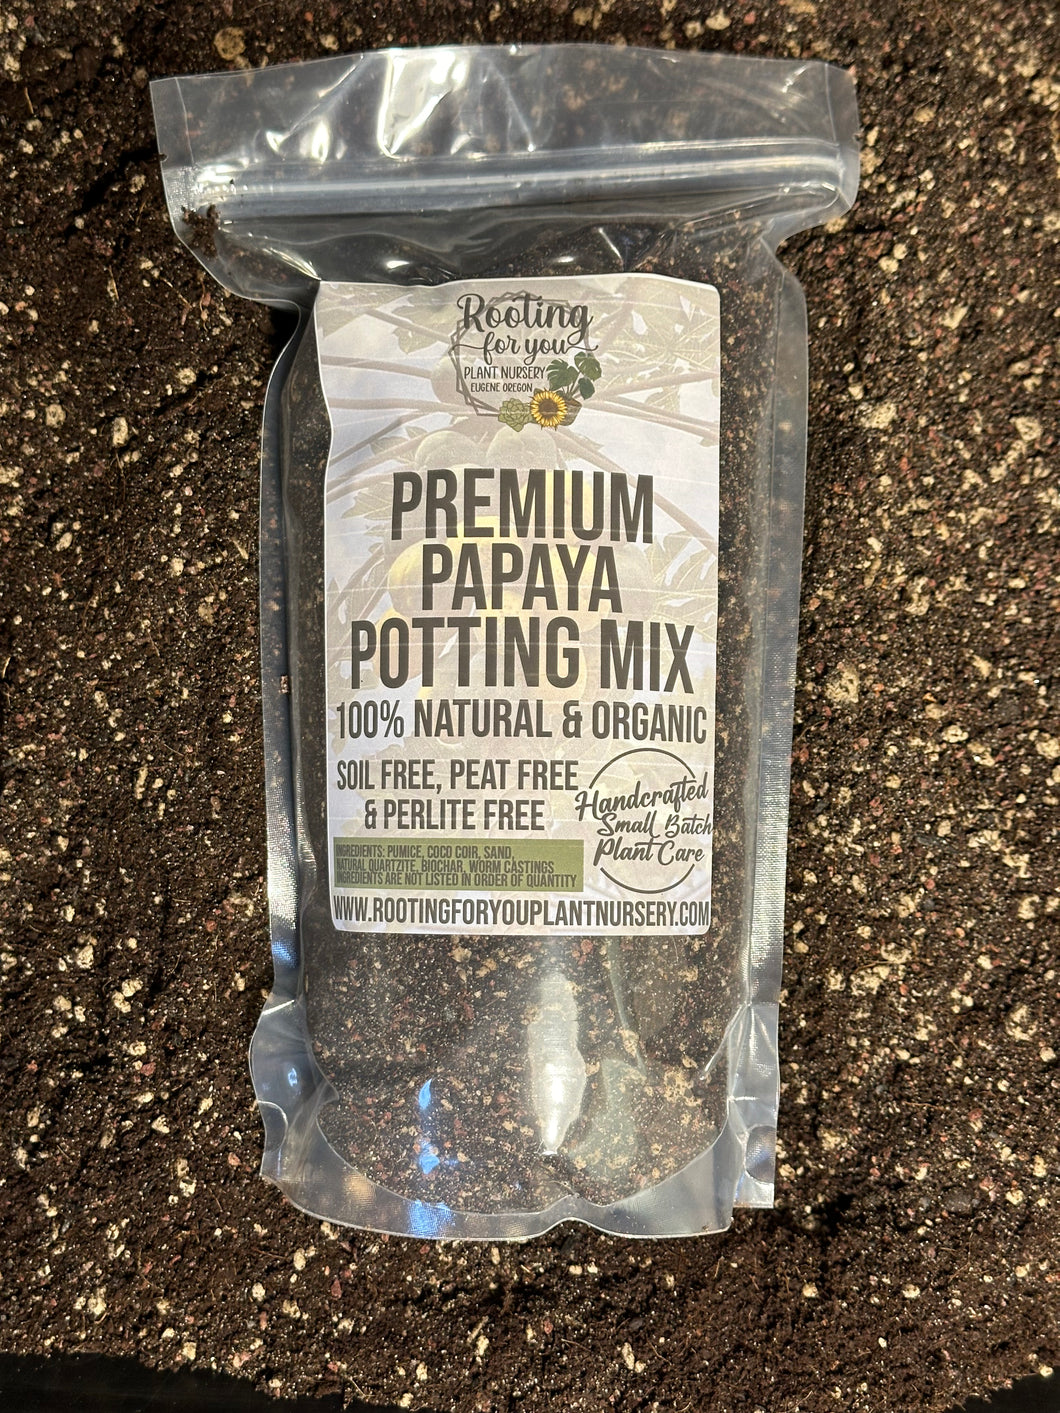 Rooting
for you
PLANT NURSERY
EUGENE OREGON
PREMIUM
PAPAYA
POTTING MIX
100% NATURAL & ORGANIC
SOIL FREE, PEAT FREE
& PERLITE FREE
Handcrafted
Small Batch
Plant Care
INGREDIENTS: PUMICE, COCO COIR, SAND,
NATURAL QUARTZITE, BIOCHAR, WORM CASTINGS
INGREDIENTS ARE NOT LISTED IN ORDER OF QUANTITY
WWW.ROOTINGFORYOUPLANTNURSERY.COM